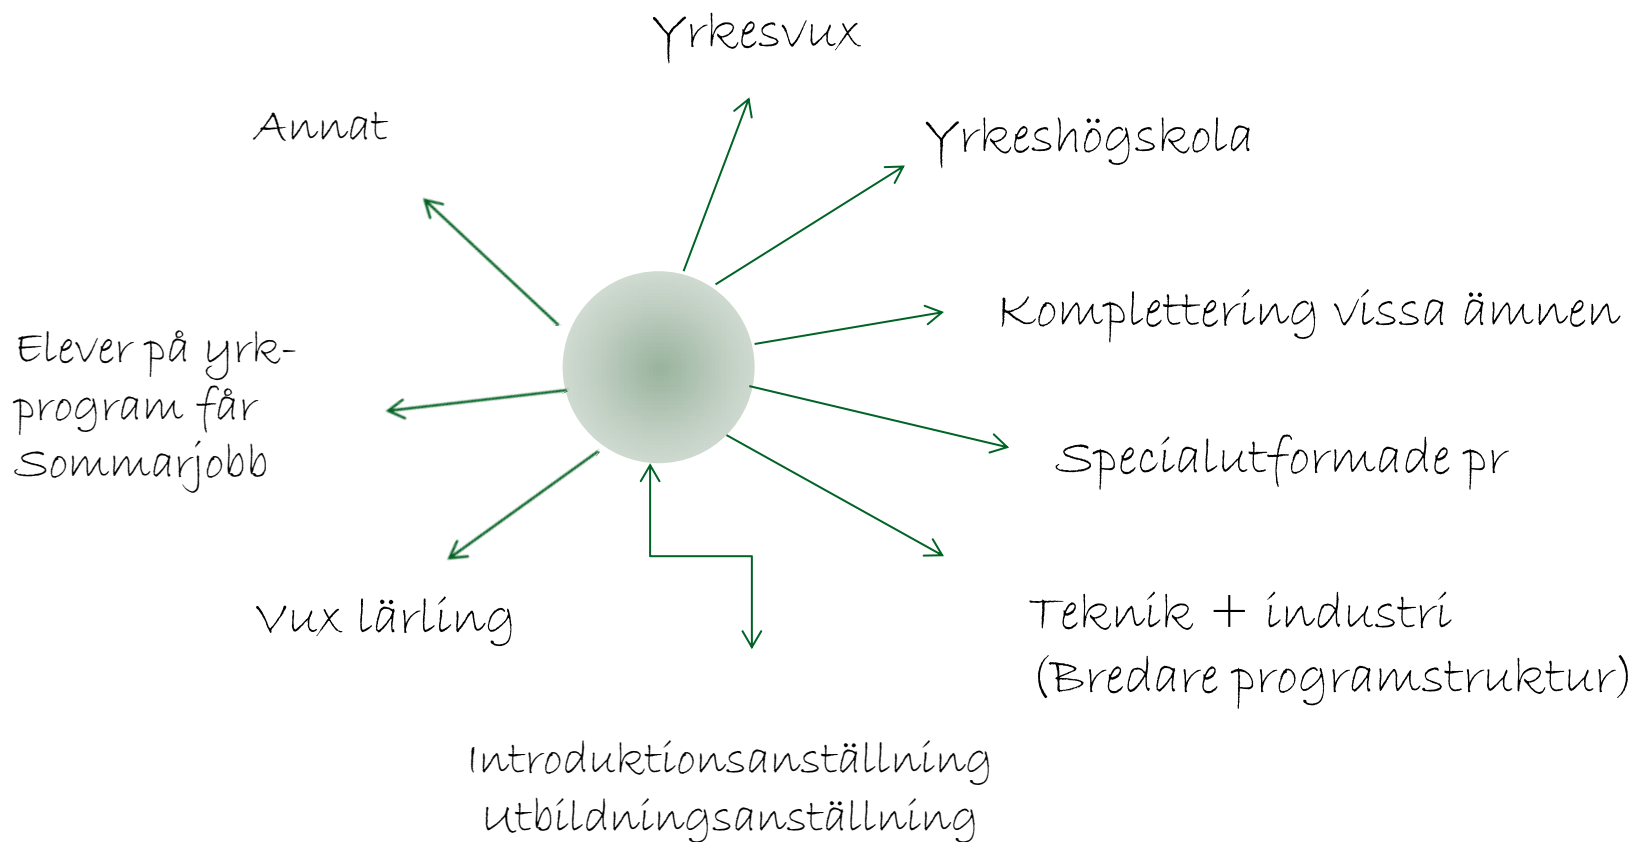 Yrkesvux
Annat
Yrkeshögskola
Komplettering vissa ämnen
Elever på yrk-
program får
Sommarjobb
Specialutformade pr
Vux lärling
Teknik + industri
(Bredare programstruktur)
Introduktionsanställning
Utbildningsanställning